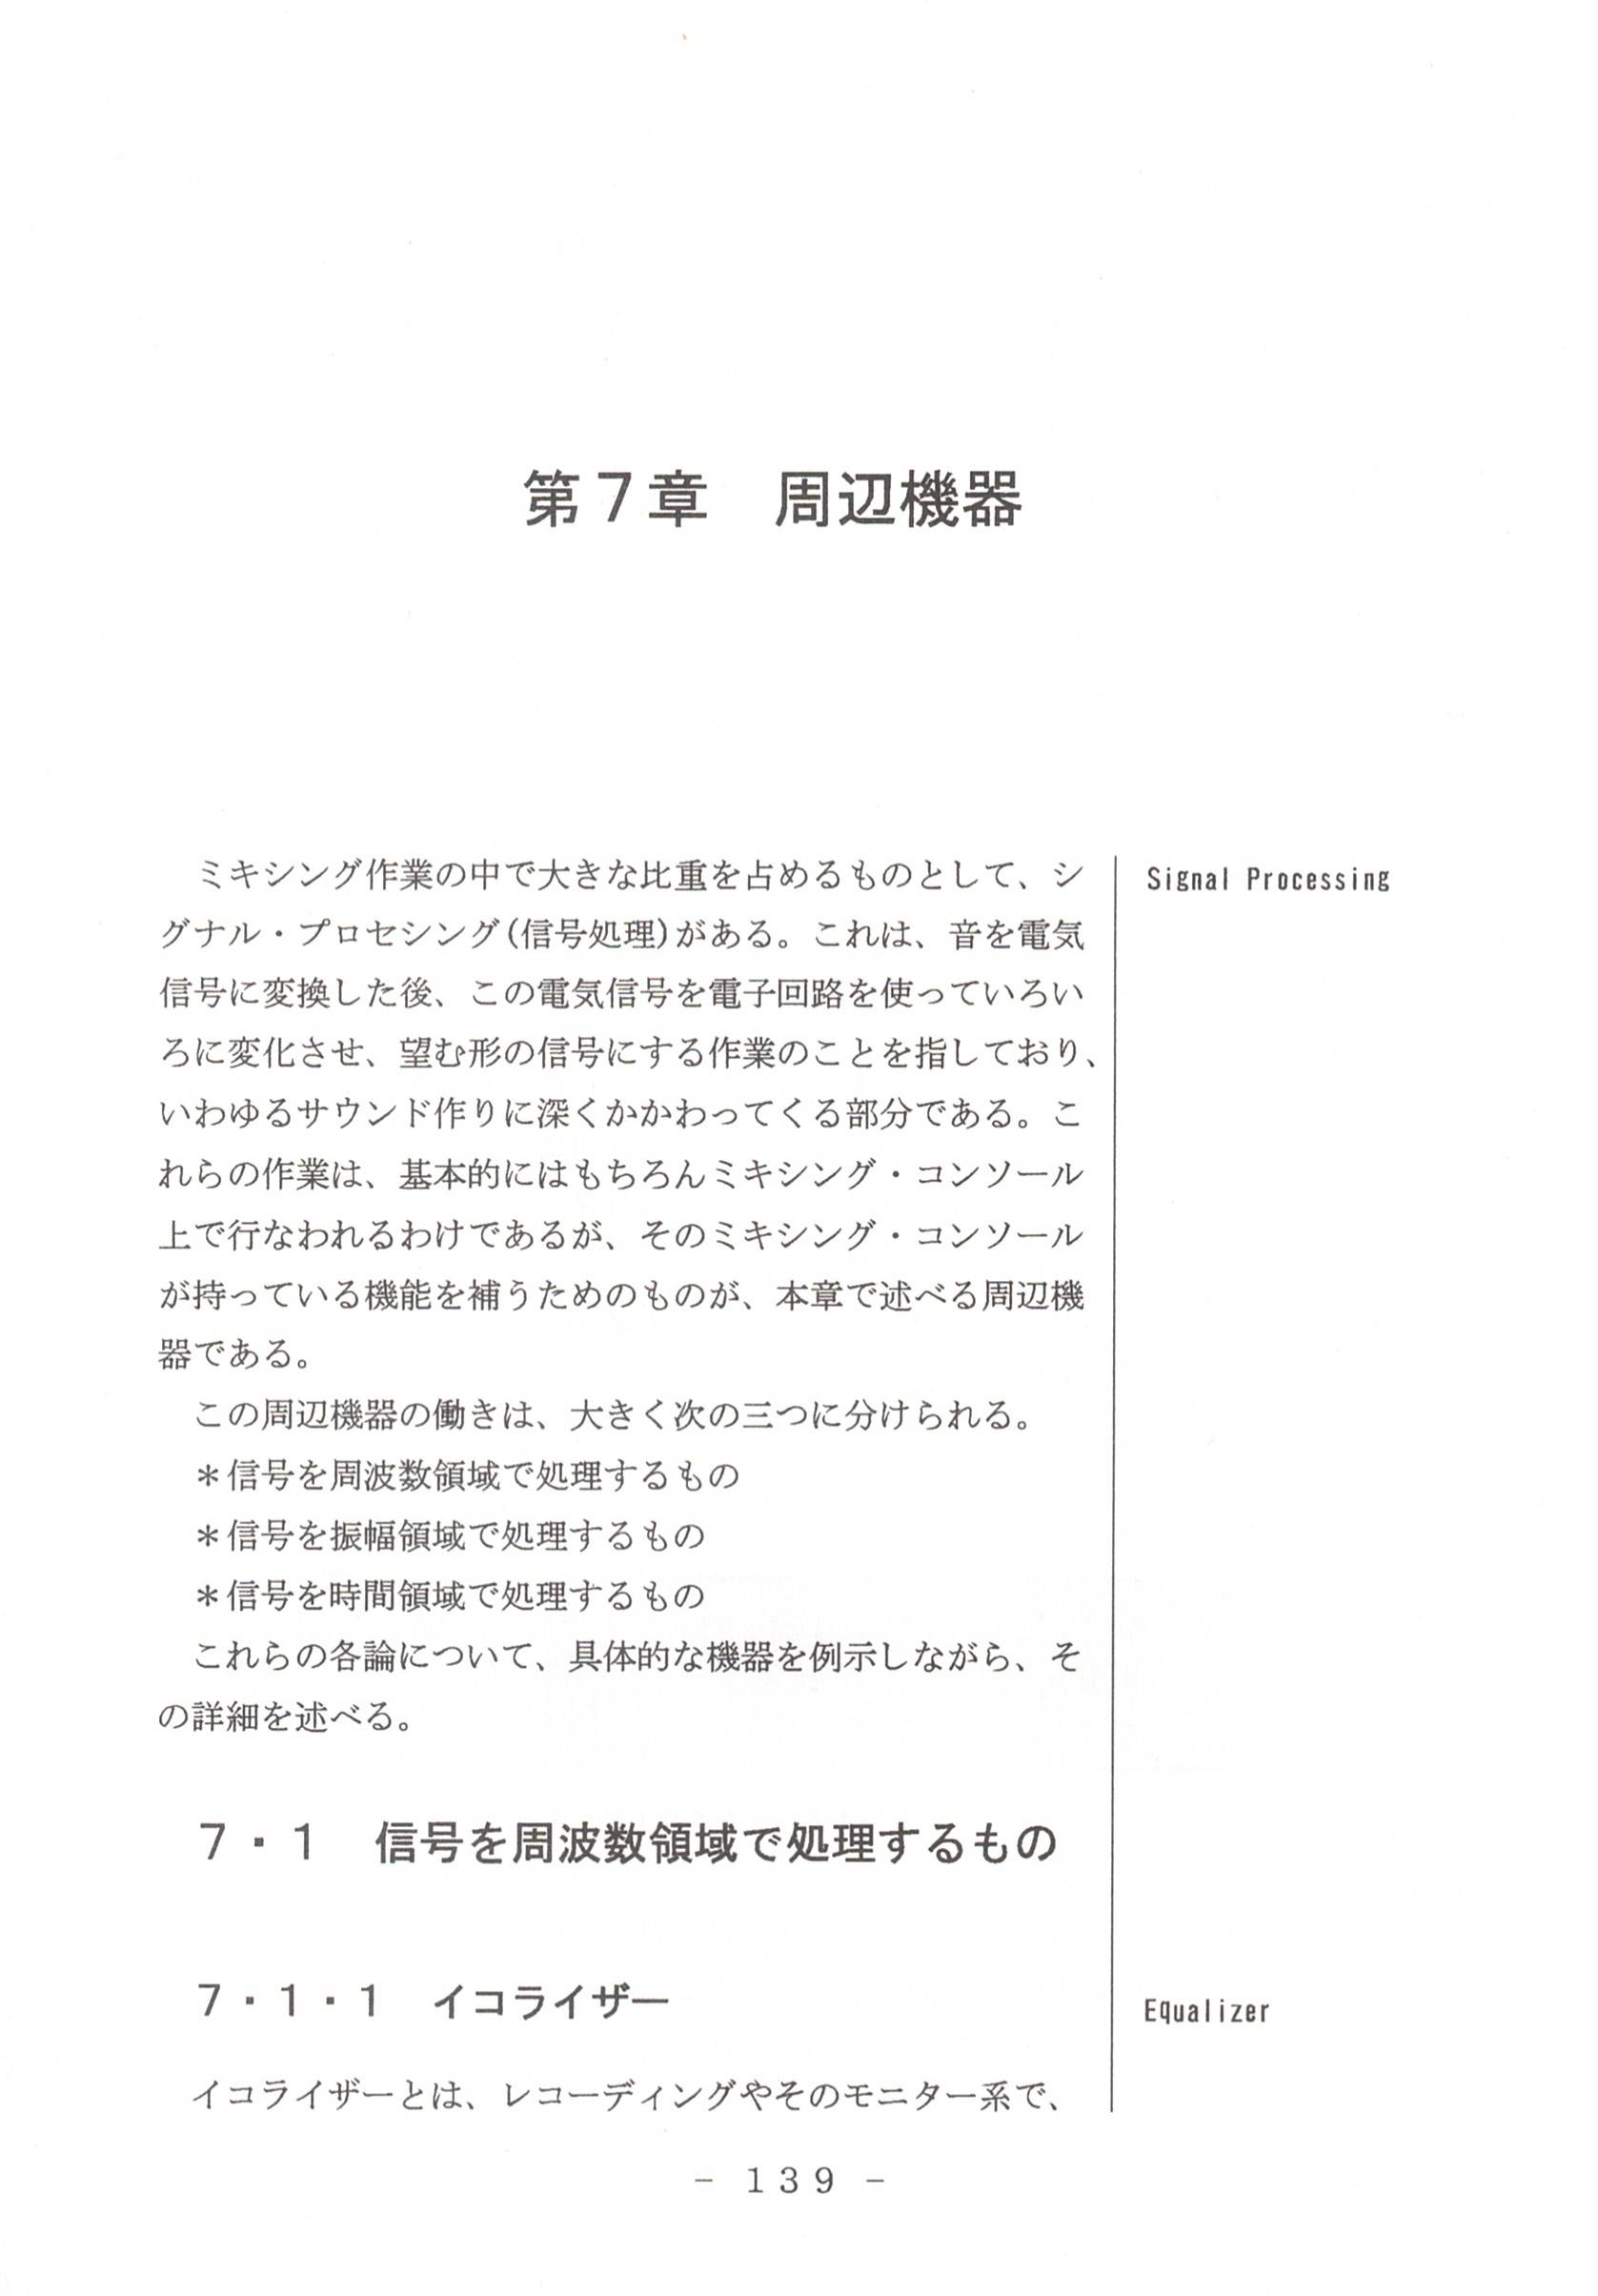 第７章　周辺機器
ミキシング作業の中で大きな比重を占めるものとして、シ
グナル・プロセシング(信号処理)がある。これは、音を電気
信号に変換した後、この電気信号を電子回路を使っていろい
ろに変化させ、望む形の信号にする作業のことを指しており、
いわゆるサウンド作りに深くかかわってくる部分である。こ
れらの作業は、基本的にはもちろんミキシング・コンソール
上で行なわれるわけであるが、そのミキシング・コンソール
が持っている機能を補うためのものが、本章で述べる周辺機
器である。
この周辺機器の働きは、大きく次の三つに分けられる。
＊信号を周波数領域で処理するもの
＊信号を振幅領域で処理するもの
＊信号を時間領域で処理するもの
これらの各論について、具体的な機器を例示しながら、そ
の詳細を述べる。
Signal Processing
７・１　信号を周波数領域で処理するもの
７・１・１　イコライザー
Equalizer
イコライザーとは、レコーディングやそのモニター系で、
－ １３９ －